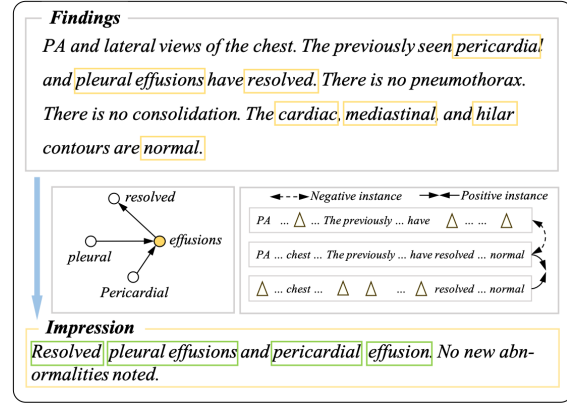 Findings
PA and lateral views of the chest. The previously seen pericardial
and pleural effusions have resolved. There is no pneumothorax.
There is no consolidation. The cardiac, mediastinal, and hilar
contours are normal.
resolved
effusions
pleural
Pericardial
Negative instance Positive instance
PA ... ... The previously ... have ... ...
PA ... chest ... The previously ... have resolved ... normal
... chest ... ... resolved ... normal
Impression
Resolved pleural effusions and pericardial effusion. No new abn-
ormalities noted.